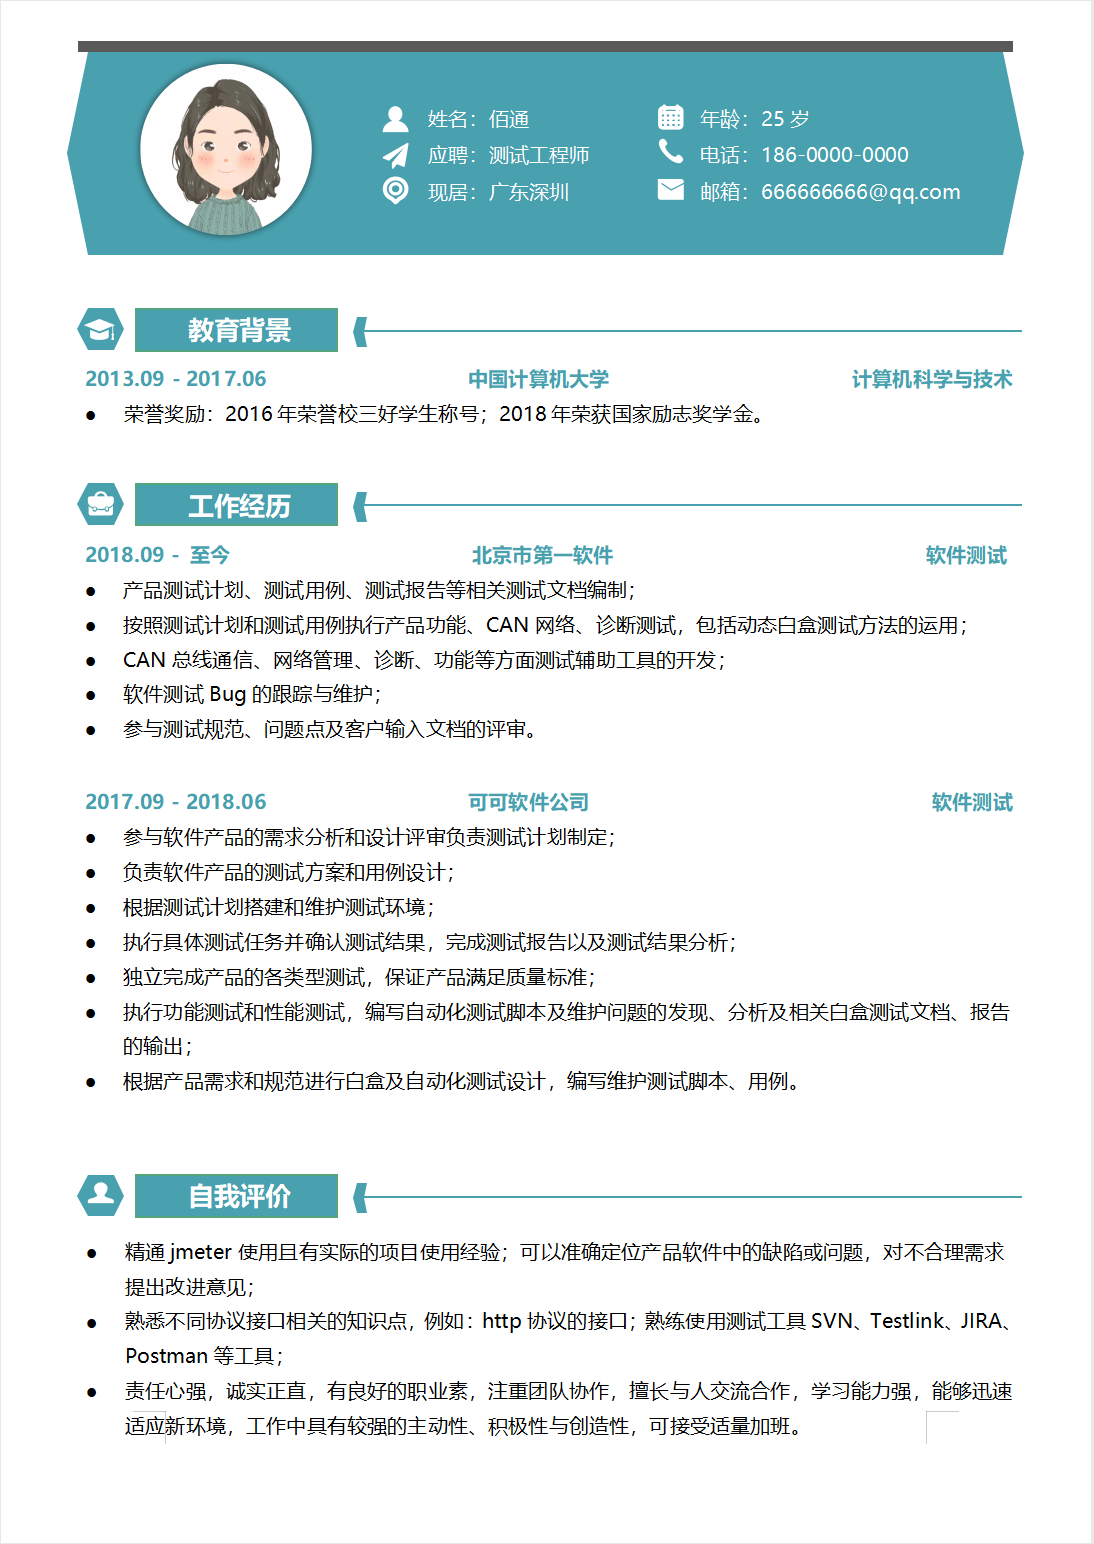 姓名：佰通 年龄：25 岁
应聘：测试工程师 电话：186-0000-0000
现居：广东深圳 邮箱：666666666@qq.com
教育背景
2013.09 - 2017.06 中国计算机大学 计算机科学与技术
● 荣誉奖励：2016 年荣誉校三好学生称号；2018 年荣获国家励志奖学金。
工作经历
2018.09 - 至今 北京市第一软件 软件测试
● 产品测试计划、测试用例、测试报告等相关测试文档编制；
● 按照测试计划和测试用例执行产品功能、CAN 网络、诊断测试，包括动态白盒测试方法的运用；
● CAN 总线通信、网络管理、诊断、功能等方面测试辅助工具的开发；
● 软件测试 Bug 的跟踪与维护；
● 参与测试规范、问题点及客户输入文档的评审。
2017.09 - 2018.06 可可软件公司 软件测试
● 参与软件产品的需求分析和设计评审负责测试计划制定；
● 负责软件产品的测试方案和用例设计；
● 根据测试计划搭建和维护测试环境；
● 执行具体测试任务并确认测试结果，完成测试报告以及测试结果分析；
● 独立完成产品的各类型测试，保证产品满足质量标准；
● 执行功能测试和性能测试，编写自动化测试脚本及维护问题的发现、分析及相关白盒测试文档、报告
的输出；
● 根据产品需求和规范进行白盒及自动化测试设计，编写维护测试脚本、用例。
自我评价
● 精通 jmeter 使用且有实际的项目使用经验；可以准确定位产品软件中的缺陷或问题，对不合理需求
提出改进意见；
● 熟悉不同协议接口相关的知识点，例如：http 协议的接口；熟练使用测试工具 SVN、Testlink、JIRA、
Postman 等工具；
● 责任心强，诚实正直，有良好的职业素，注重团队协作，擅长与人交流合作，学习能力强，能够迅速
适应新环境，工作中具有较强的主动性、积极性与创造性，可接受适量加班。